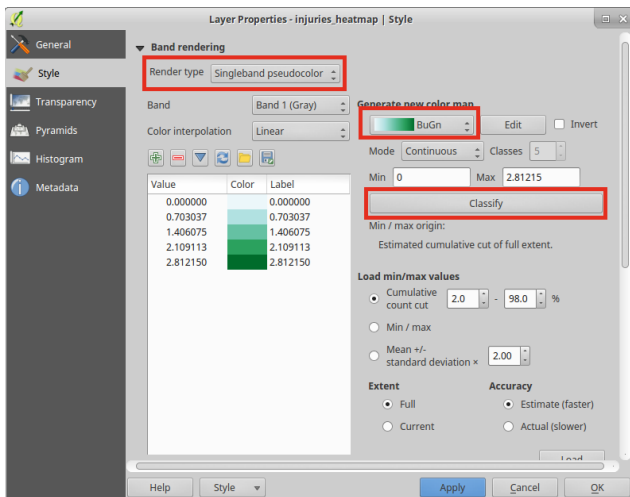 Layer Properties - injuries_heatmap | Style
General
Style
Transparency
Pyramids
Histogram
Metadata
Band rendering
Render type Singleband pseudocolor
Band Band 1 (Gray)
Color interpolation Linear
Value Color Label
0.000000 0.000000
0.703037 0.703037
1.406075 1.406075
2.109113 2.109113
2.812150 2.812150
Generate new color map
BuGn Edit Invert
Mode Continuous Classes 5
Min 0 Max 2.81215
Classify
Min / max origin:
Estimated cumulative cut of full extent.
Load min/max values
Cumulative
count cut 2.0 - 98.0 %
Min / max
Mean +/-
standard deviation × 2.00
Extent Accuracy
Full Estimate (faster)
Current Actual (slower)
Load
Help Style Apply Cancel OK